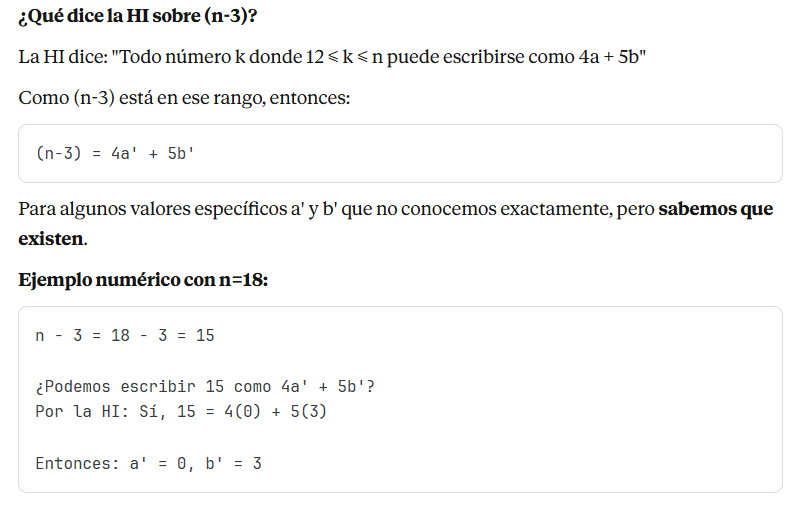 ¿Qué dice la HI sobre (n-3)?
La HI dice: "Todo número k donde 12 ⩽ k ⩽ n puede escribirse como 4a + 5b"
Como (n-3) está en ese rango, entonces:
(n-3) = 4a' + 5b'
Para algunos valores específicos a' y b' que no conocemos exactamente, pero sabemos que
existen.
Ejemplo numérico con n=18:
n - 3 = 18 - 3 = 15
¿Podemos escribir 15 como 4a' + 5b'?
Por la HI: Sí, 15 = 4(0) + 5(3)
Entonces: a' = 0, b' = 3